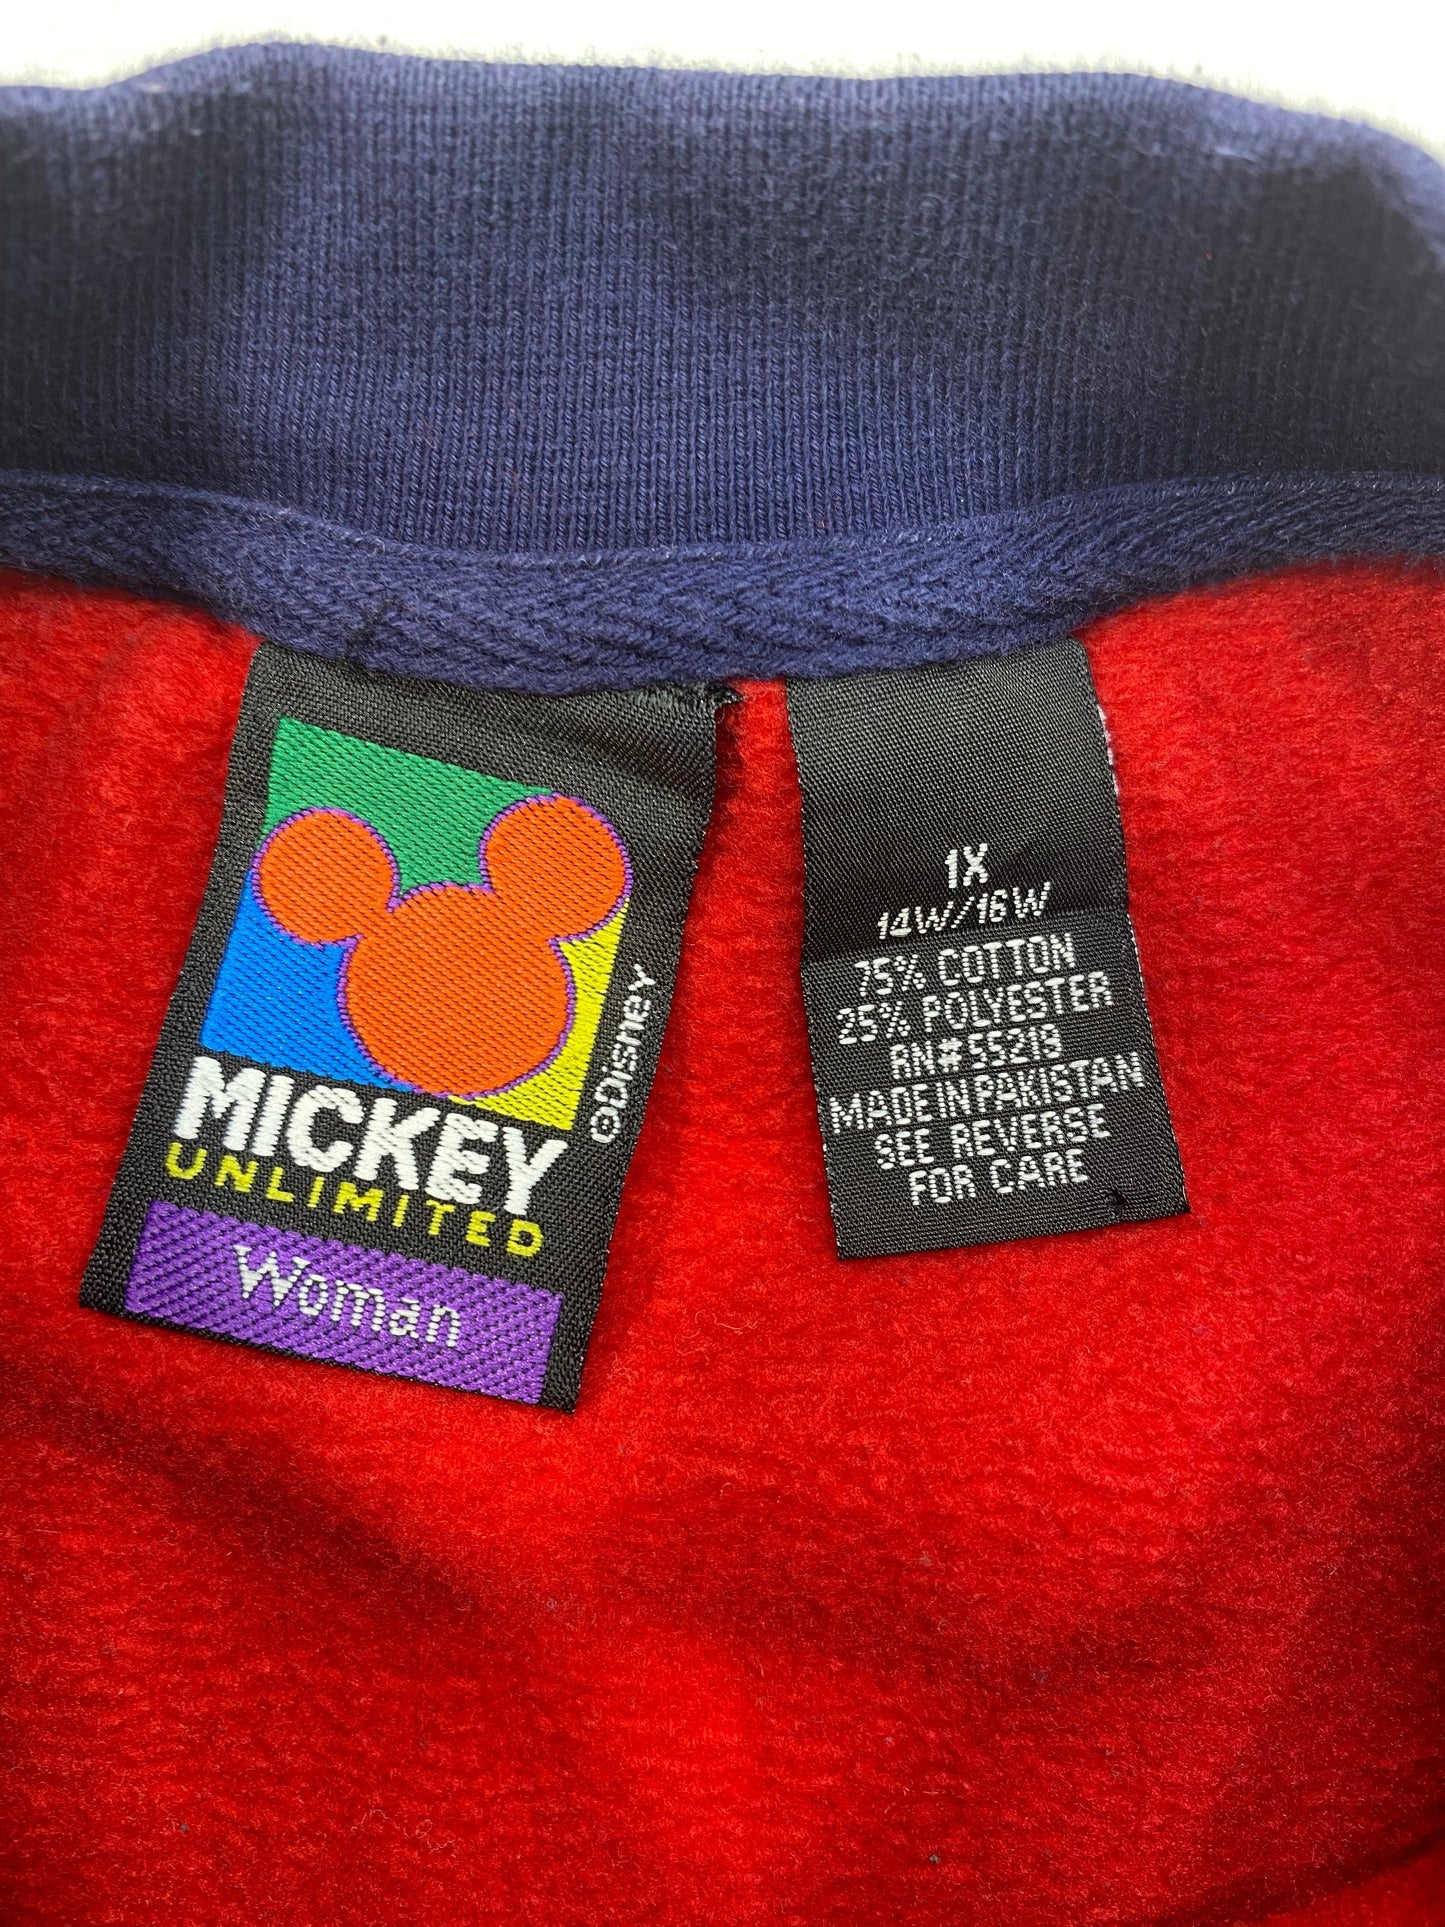 MICKEY
UNLIMITED
©Disney
Woman
1X
14W/16W
75% COTTON
25% POLYESTER
RN# 55218
MADE IN PAKISTAN
SEE REVERSE
FOR CARE